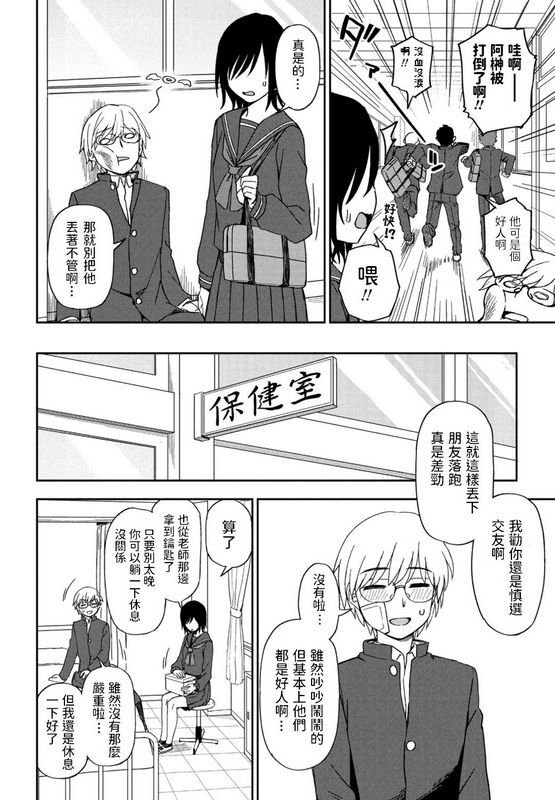 哇啊——
阿榊被
打倒了啊!!
沒血沒淚
啊!!
他可是個
好人啊
好快!?
喂!!
真是的…
那就別把他
丟著不管啊…
保健室
這就這樣丟下
朋友落跑
真是差勁
我勸你還是慎選
交友啊
沒有啦…
雖然吵吵鬧鬧的
但基本上他們
都是好人啊
算了
也從老師那邊
拿到鑰匙了
只要別太晚
你可以躺一下休息
沒關係
雖然沒有那麼
嚴重啦…
但我還是休息
一下好了